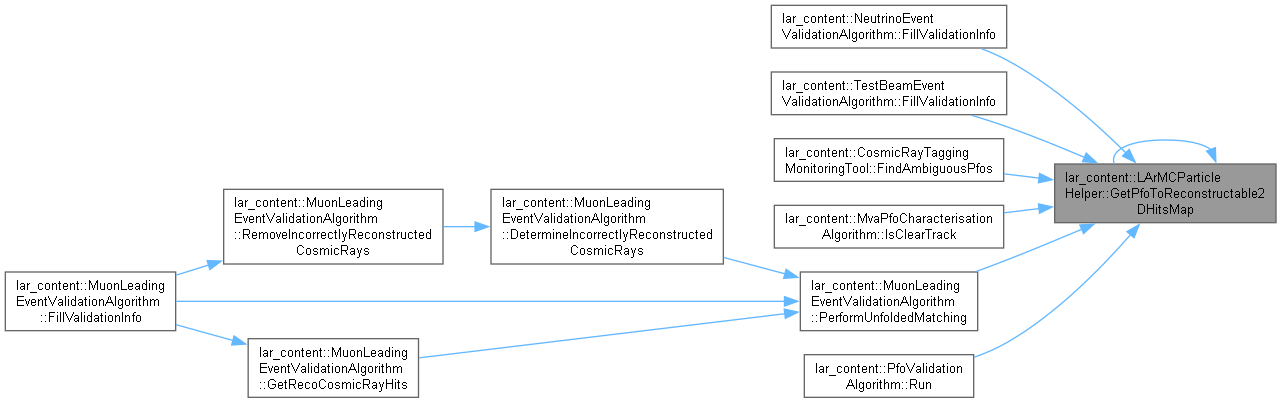 lar_content::NeutrinoEvent
ValidationAlgorithm::FillValidationInfo
lar_content::TestBeamEvent
ValidationAlgorithm::FillValidationInfo
lar_content::CosmicRayTagging
MonitoringTool::FindAmbiguousPfos
lar_content::LArMCParticle
Helper::GetPfoToReconstructable2
DHitsMap
lar_content::MvaPfoCharacterisation
Algorithm::IsClearTrack
lar_content::MuonLeading
EventValidationAlgorithm
::RemoveIncorrectlyReconstructed
CosmicRays
lar_content::MuonLeading
EventValidationAlgorithm
::DetermineIncorrectlyReconstructed
CosmicRays
lar_content::MuonLeading
EventValidationAlgorithm
::FillValidationInfo
lar_content::MuonLeading
EventValidationAlgorithm
::PerformUnfoldedMatching
lar_content::MuonLeading
EventValidationAlgorithm
::GetRecoCosmicRayHits
lar_content::PfoValidation
Algorithm::Run